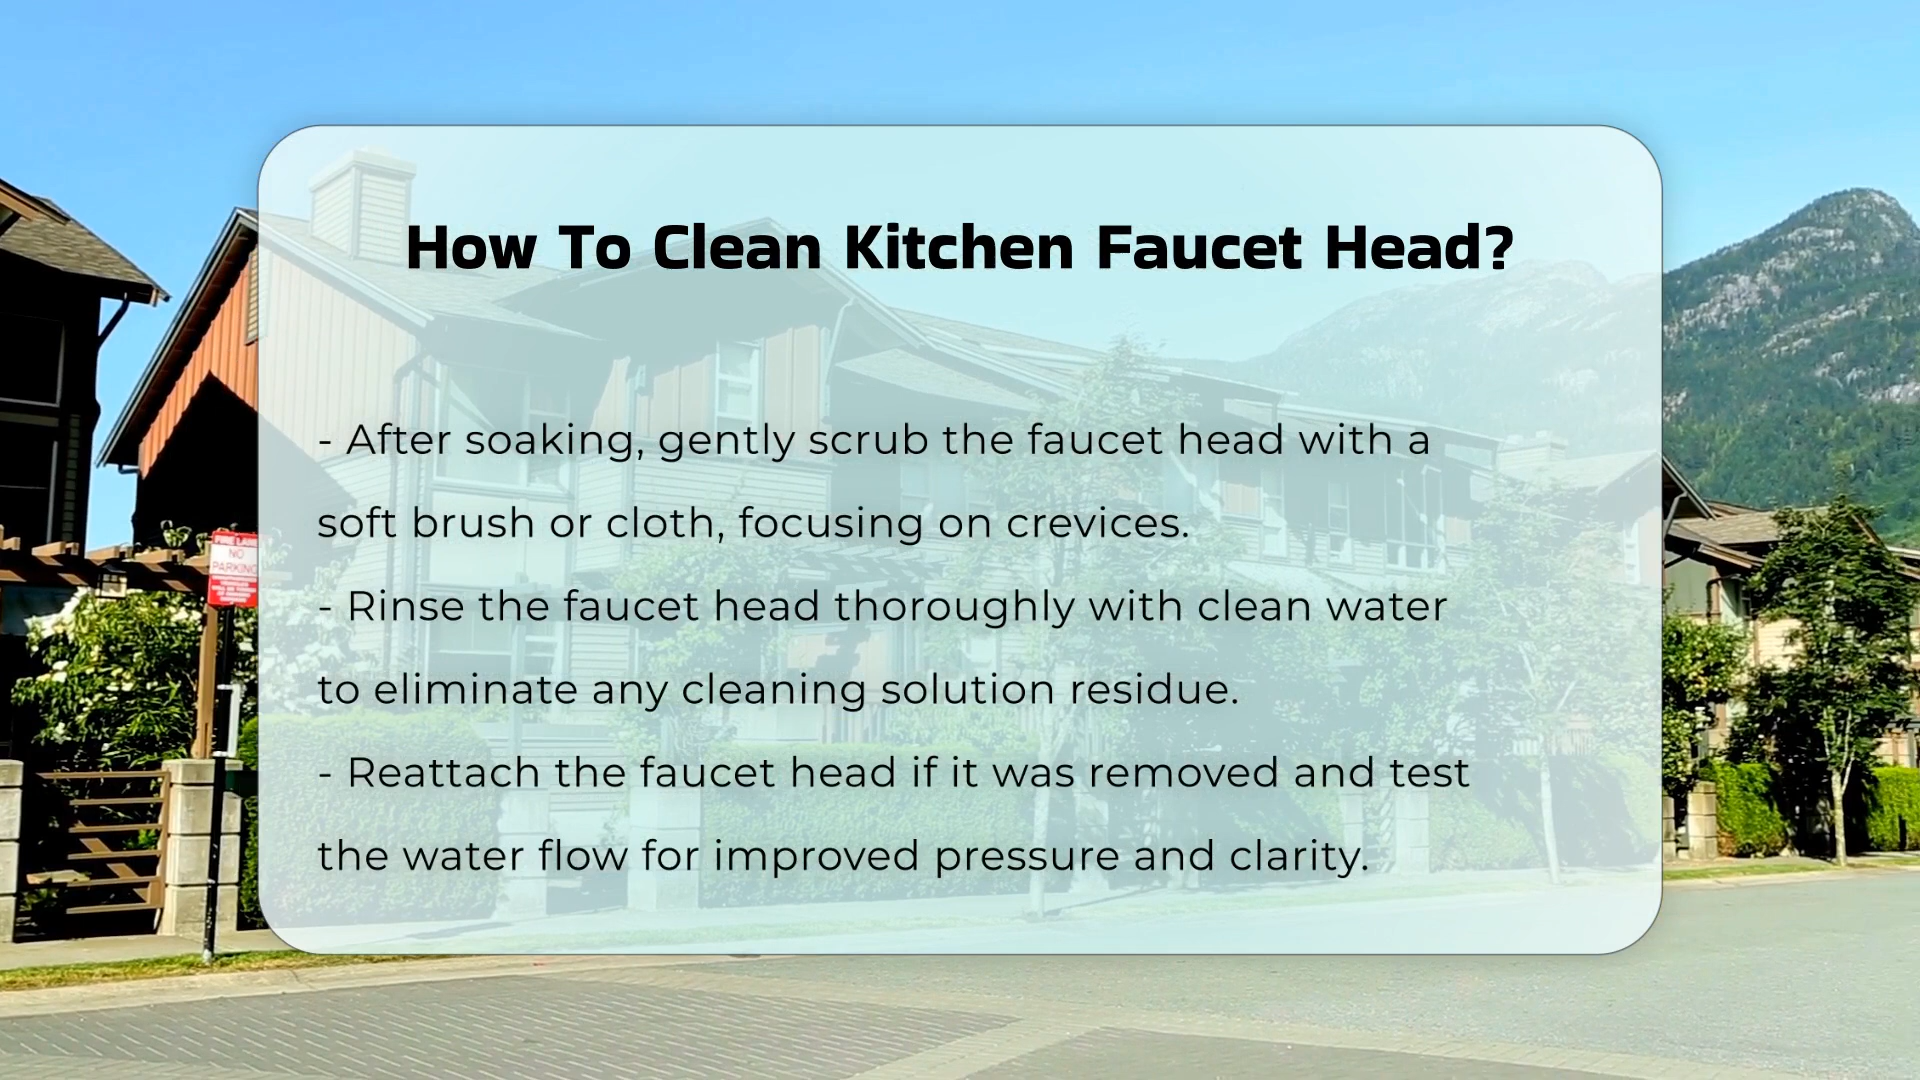 How To Clean Kitchen Faucet Head?
- After soaking, gently scrub the faucet head with a
soft brush or cloth, focusing on crevices.
- Rinse the faucet head thoroughly with clean water
to eliminate any cleaning solution residue.
- Reattach the faucet head if it was removed and test
the water flow for improved pressure and clarity.
FIRE LANE
NO
PARKING